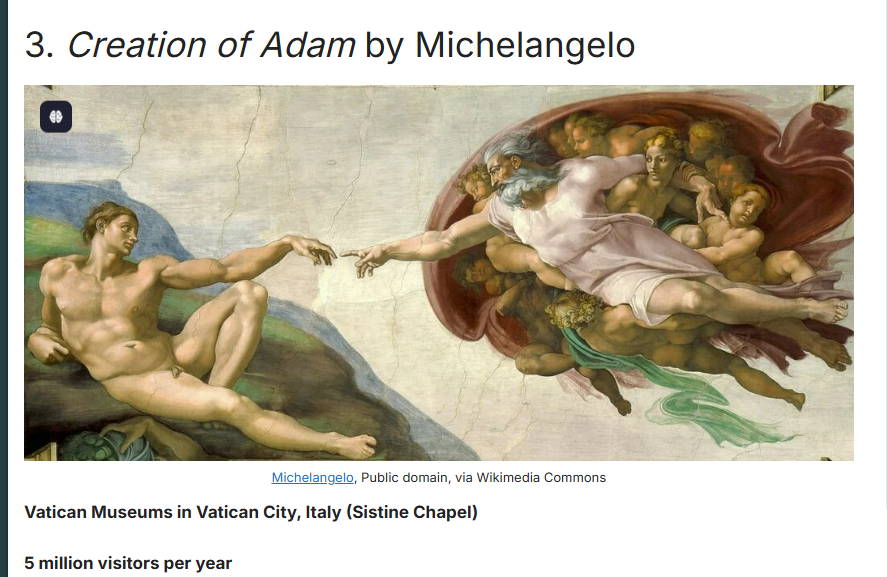 3. Creation of Adam by Michelangelo
Michelangelo, Public domain, via Wikimedia Commons
Vatican Museums in Vatican City, Italy (Sistine Chapel)
5 million visitors per year